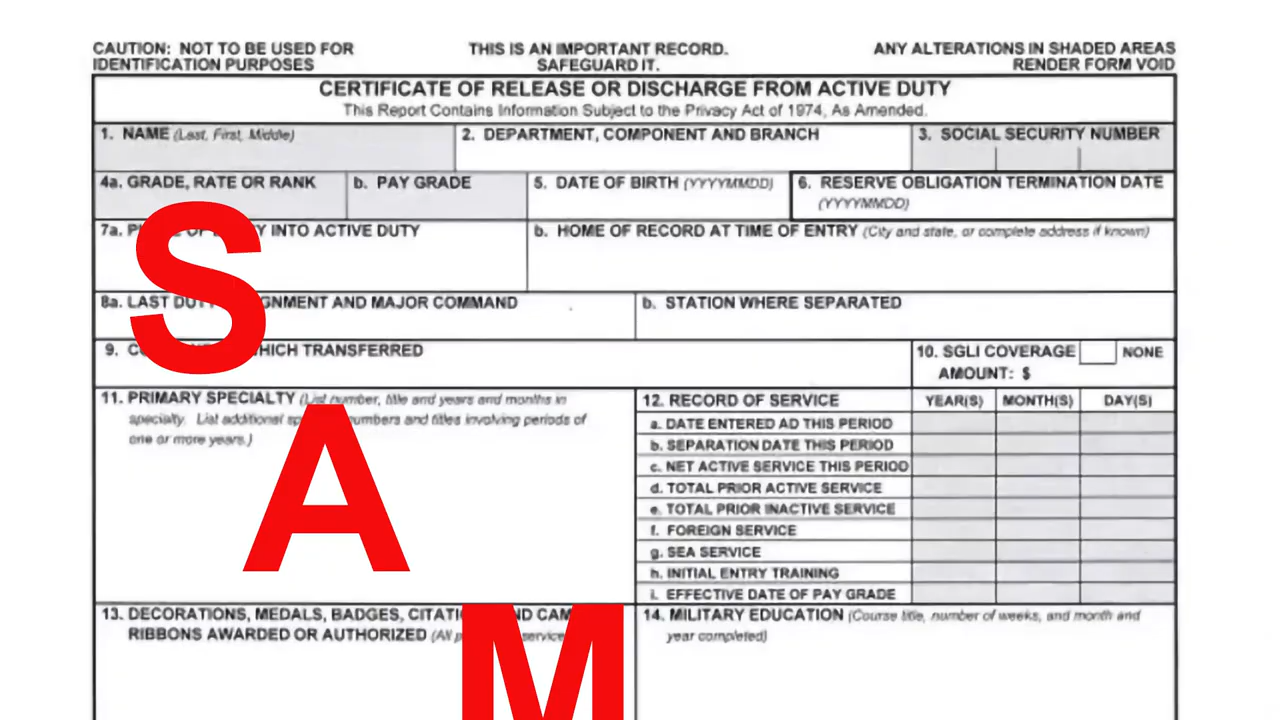 CAUTION: NOT TO BE USED FOR IDENTIFICATION PURPOSES
THIS IS AN IMPORTANT RECORD. SAFEGUARD IT.
ANY ALTERATIONS IN SHADED AREAS RENDER FORM VOID
CERTIFICATE OF RELEASE OR DISCHARGE FROM ACTIVE DUTY
This Report Contains Information Subject to the Privacy Act of 1974, As Amended.
1. NAME (Last, First, Middle)
2. DEPARTMENT, COMPONENT AND BRANCH
3. SOCIAL SECURITY NUMBER
4a. GRADE, RATE OR RANK
b. PAY GRADE
5. DATE OF BIRTH (YYYYMMDD)
6. RESERVE OBLIGATION TERMINATION DATE
(YYYYMMDD)
7a. INTO ACTIVE DUTY
b. HOME OF RECORD AT TIME OF ENTRY (City and state, or complete address if known)
8a. LAST AND MAJOR COMMAND
b. STATION WHERE SEPARATED
9. WHICH TRANSFERRED
10. SGLI COVERAGE
NONE
AMOUNT: $
11. PRIMARY SPECIALTY (List number, title and years and months in
specialty. List additional numbers and titles involving periods of
one or more years.)
12. RECORD OF SERVICE
YEAR(S)
MONTH(S)
DAY(S)
a. DATE ENTERED AD THIS PERIOD
b. SEPARATION DATE THIS PERIOD
c. NET ACTIVE SERVICE THIS PERIOD
d. TOTAL PRIOR ACTIVE SERVICE
e. TOTAL PRIOR INACTIVE SERVICE
f. FOREIGN SERVICE
g. SEA SERVICE
h. INITIAL ENTRY TRAINING
i. EFFECTIVE DATE OF PAY GRADE
13. DECORATIONS, MEDALS, BADGES,
RIBBONS AWARDED OR AUTHORIZED (All service
14. MILITARY EDUCATION (Course title, number of weeks, and month and
year completed)
S
A
M